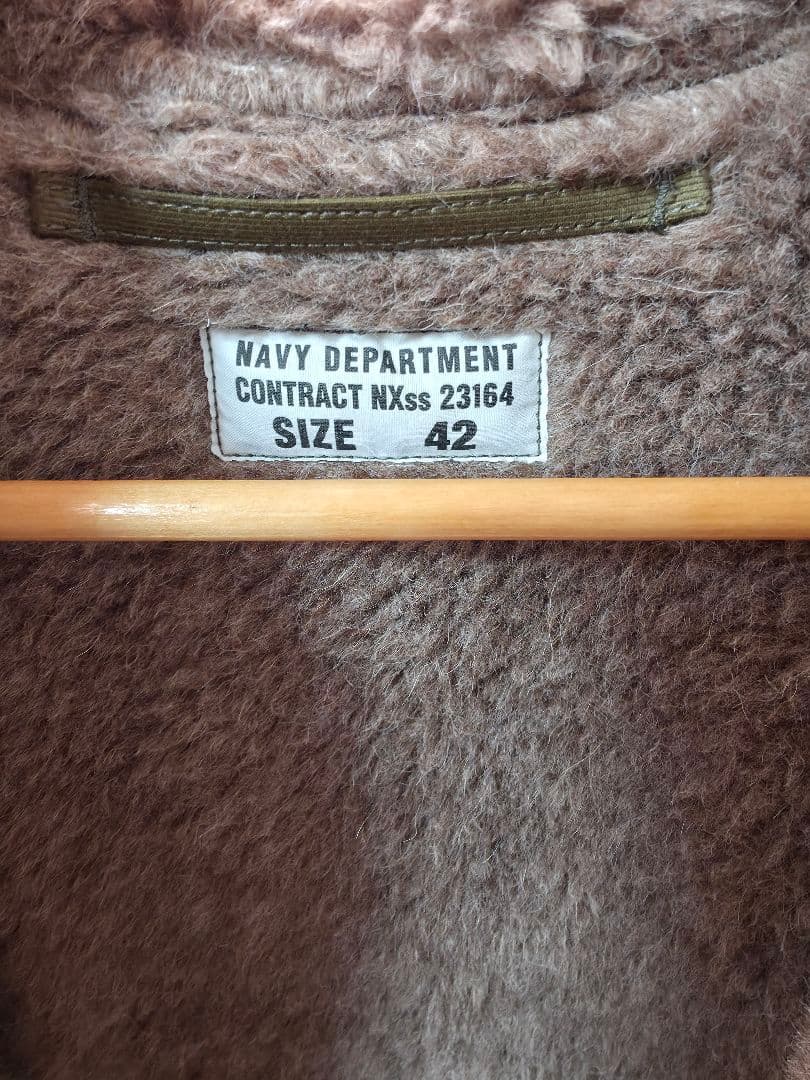 NAVY DEPARTMENT
CONTRACT NXss 23164
SIZE 42